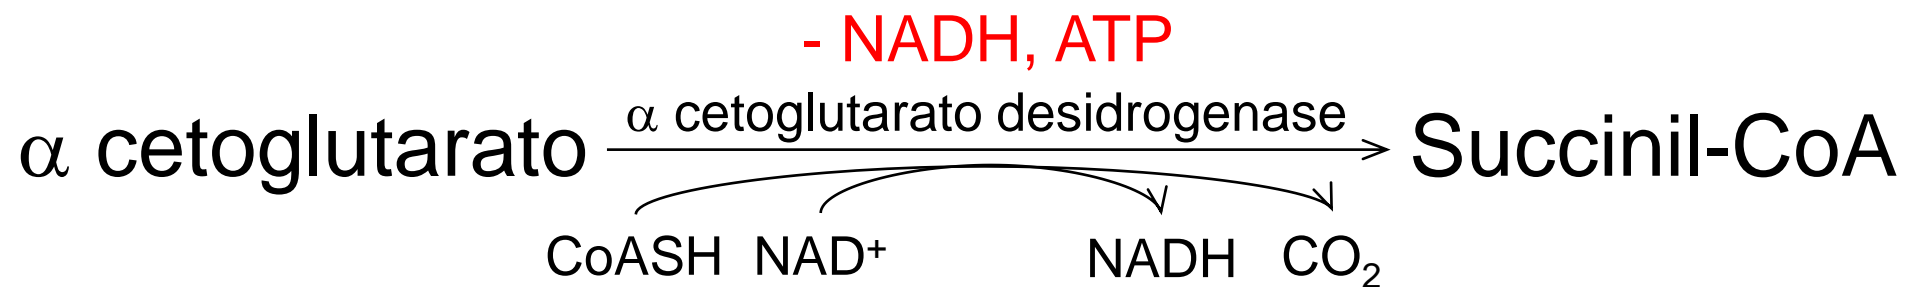 - NADH, ATP
α cetoglutarato desidrogenase
α cetoglutarato Succinil-CoA
CoASH NAD⁺ NADH CO₂